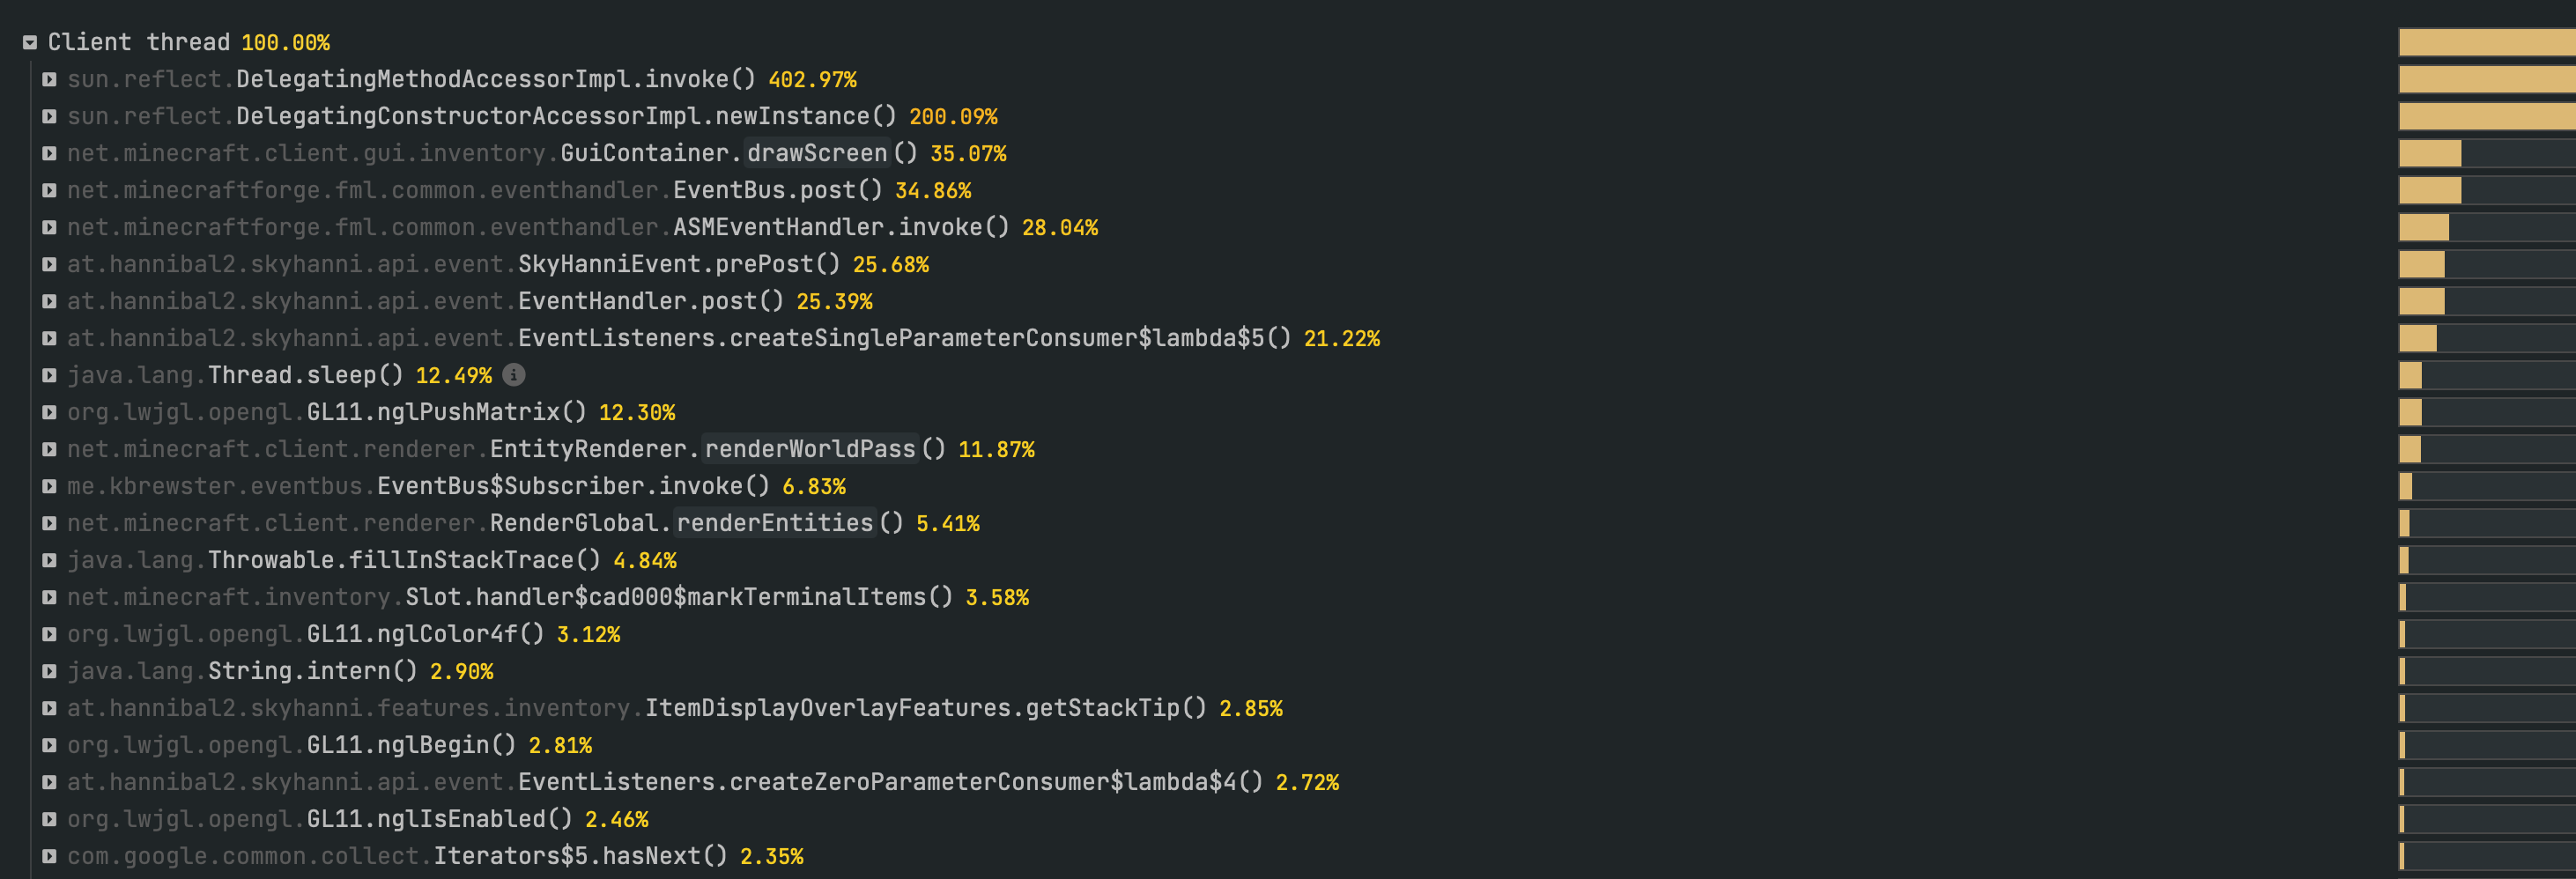 Client thread 100.00%
sun.reflect.DelegatingMethodAccessorImpl.invoke() 402.97%
sun.reflect.DelegatingConstructorAccessorImpl.newInstance() 200.09%
net.minecraft.client.gui.inventory.GuiContainer.drawScreen() 35.07%
net.minecraftforge.fml.common.eventhandler.EventBus.post() 34.86%
net.minecraftforge.fml.common.eventhandler.ASMEventHandler.invoke() 28.04%
at.hannibal2.skyhanni.api.event.SkyHanniEvent.prePost() 25.68%
at.hannibal2.skyhanni.api.event.EventHandler.post() 25.39%
at.hannibal2.skyhanni.api.event.EventListeners.createSingleParameterConsumer$lambda$5() 21.22%
java.lang.Thread.sleep() 12.49% i
org.lwjgl.opengl.GL11.nglPushMatrix() 12.30%
net.minecraft.client.renderer.EntityRenderer.renderWorldPass() 11.87%
me.kbrewster.eventbus.EventBus$Subscriber.invoke() 6.83%
net.minecraft.client.renderer.RenderGlobal.renderEntities() 5.41%
java.lang.Throwable.fillInStackTrace() 4.84%
net.minecraft.inventory.Slot.handler$cad000$markTerminalItems() 3.58%
org.lwjgl.opengl.GL11.nglColor4f() 3.12%
java.lang.String.intern() 2.90%
at.hannibal2.skyhanni.features.inventory.ItemDisplayOverlayFeatures.getStackTip() 2.85%
org.lwjgl.opengl.GL11.nglBegin() 2.81%
at.hannibal2.skyhanni.api.event.EventListeners.createZeroParameterConsumer$lambda$4() 2.72%
org.lwjgl.opengl.GL11.nglIsEnabled() 2.46%
com.google.common.collect.Iterators$5.hasNext() 2.35%